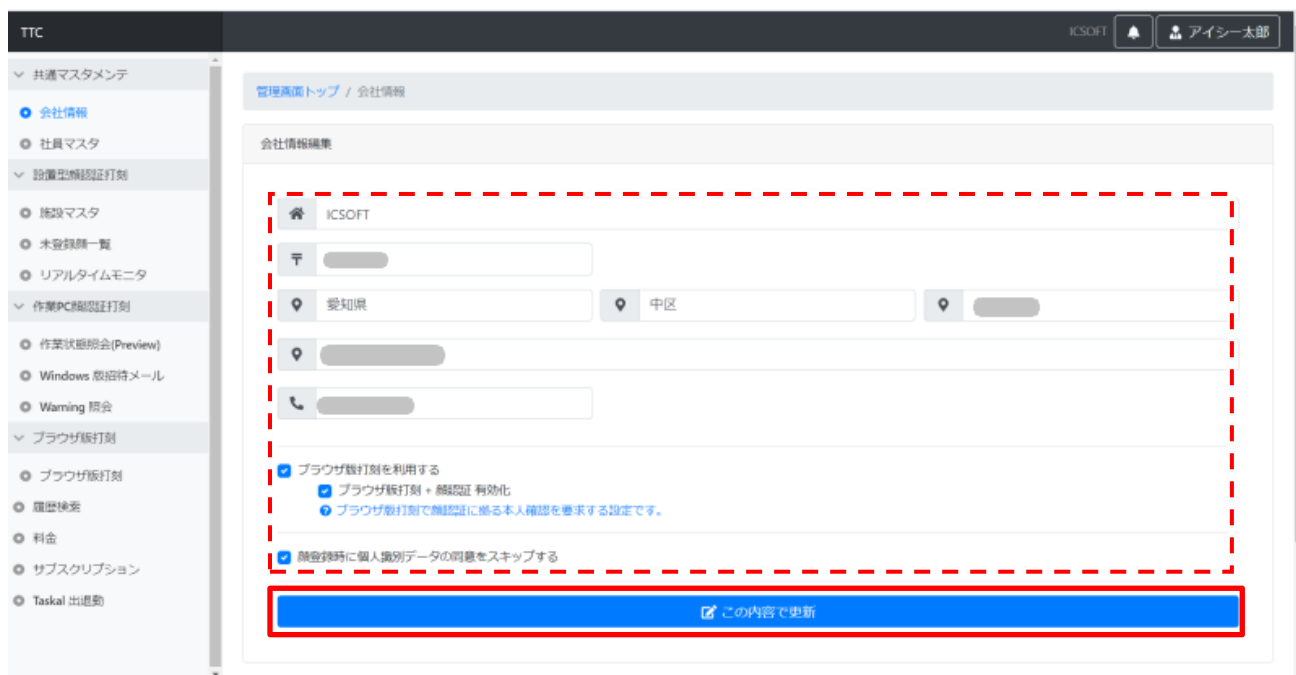 TTC
ICSOFT
アイシー太郎
共通マスタメンテ
会社情報
社員マスタ
設置型顔認証打刻
施設マスタ
未登録顔一覧
リアルタイムモニタ
作業PC顔認証打刻
作業状態照会(Preview)
Windows 版招待メール
Warning 照会
ブラウザ版打刻
ブラウザ版打刻
履歴検索
料金
サブスクリプション
Taskal 出退勤
管理画面トップ / 会社情報
会社情報編集
ICSOFT
〒
愛知県 中区
ブラウザ版打刻を利用する
ブラウザ版打刻 + 顔認証 有効化
ブラウザ版打刻で顔認証に拠る本人確認を要求する設定です。
顔登録時に個人識別データの同意をスキップする
この内容で更新